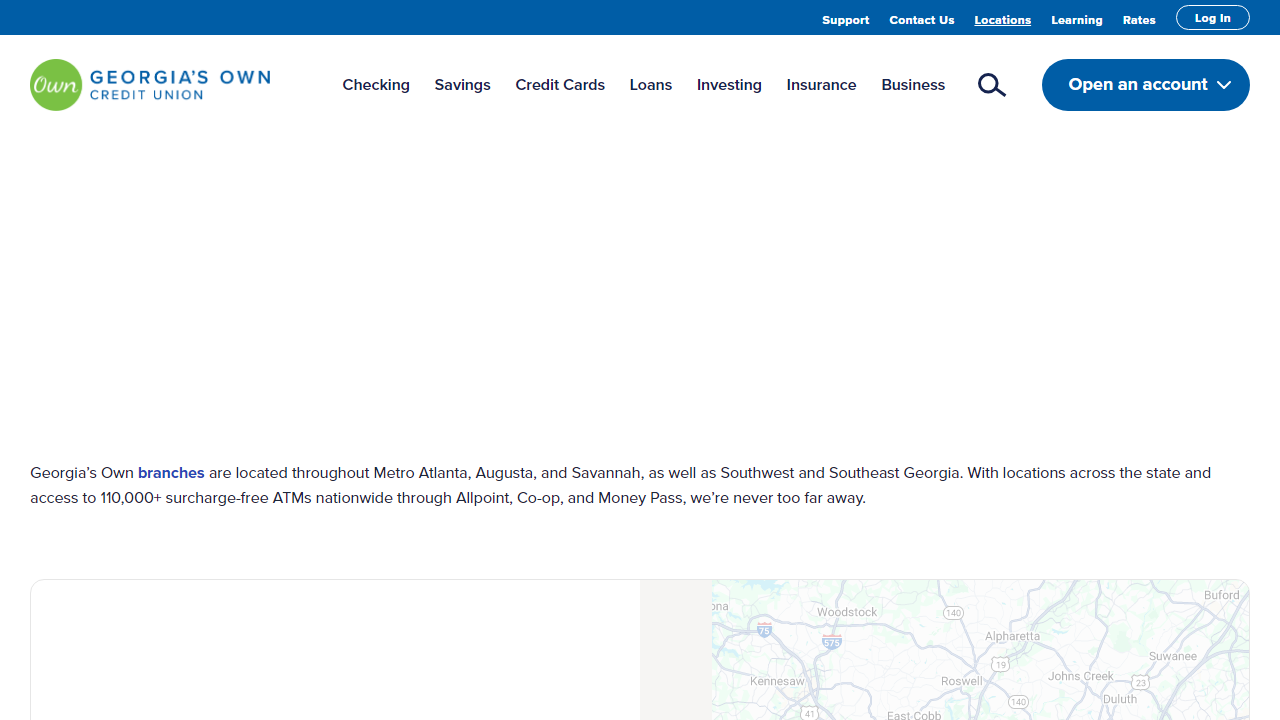 Support Contact Us Locations Learning Rates Log In
Own GEORGIA'S OWN CREDIT UNION
Checking Savings Credit Cards Loans Investing Insurance Business Open an account
Georgia's Own branches are located throughout Metro Atlanta, Augusta, and Savannah, as well as Southwest and Southeast Georgia. With locations across the state and
access to 110,000+ surcharge-free ATMs nationwide through Allpoint, Co-op, and Money Pass, we're never too far away.
Buford
ona
Woodstock
140
75
575
Alpharetta
Suwanee
19
Kennesaw
Roswell
Johns Creek
23
140
Duluth
41
East Cobb